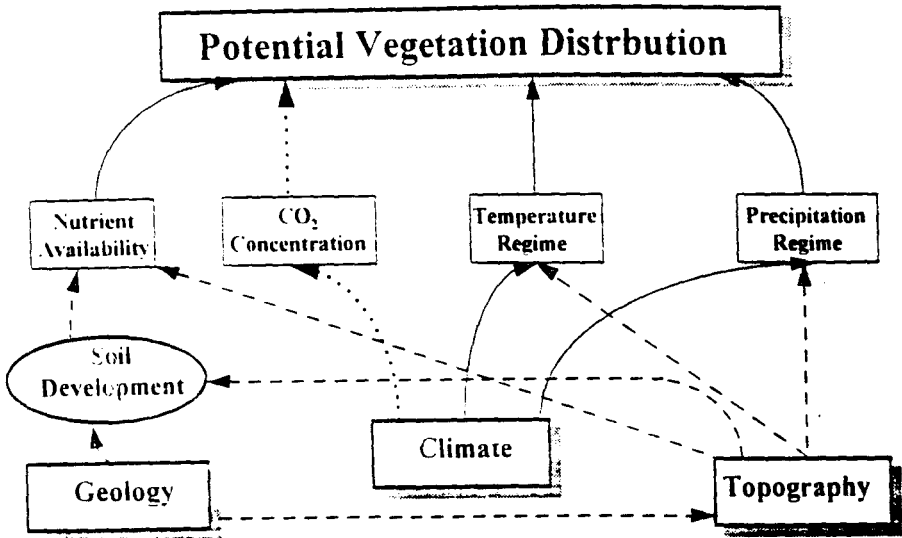 Potential Vegetation Distrbution
Nutrient
Availability
CO₂
Concentration
Temperature
Regime
Precipitation
Regime
Soil
Development
Climate
Geology
Topography